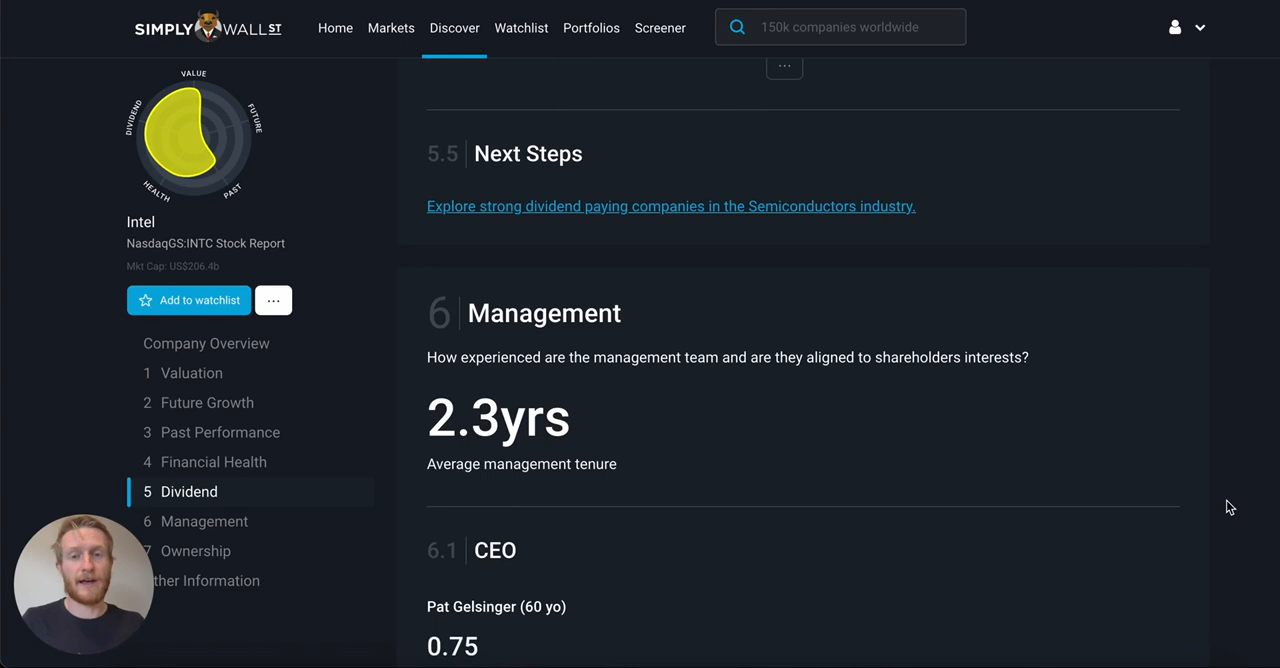 SIMPLY WALL ST
Home
Markets
Discover
Watchlist
Portfolios
Screener
150k companies worldwide
VALUE
FUTURE
PAST
HEALTH
DIVIDEND
Intel
NasdaqGS:INTC Stock Report
Mkt Cap: US$206.4b
Add to watchlist
...
Company Overview
1 Valuation
2 Future Growth
3 Past Performance
4 Financial Health
5 Dividend
6 Management
7 Ownership
ther Information
...
5.5 Next Steps
Explore strong dividend paying companies in the Semiconductors industry.
6 Management
How experienced are the management team and are they aligned to shareholders interests?
2.3yrs
Average management tenure
6.1 CEO
Pat Gelsinger (60 yo)
0.75